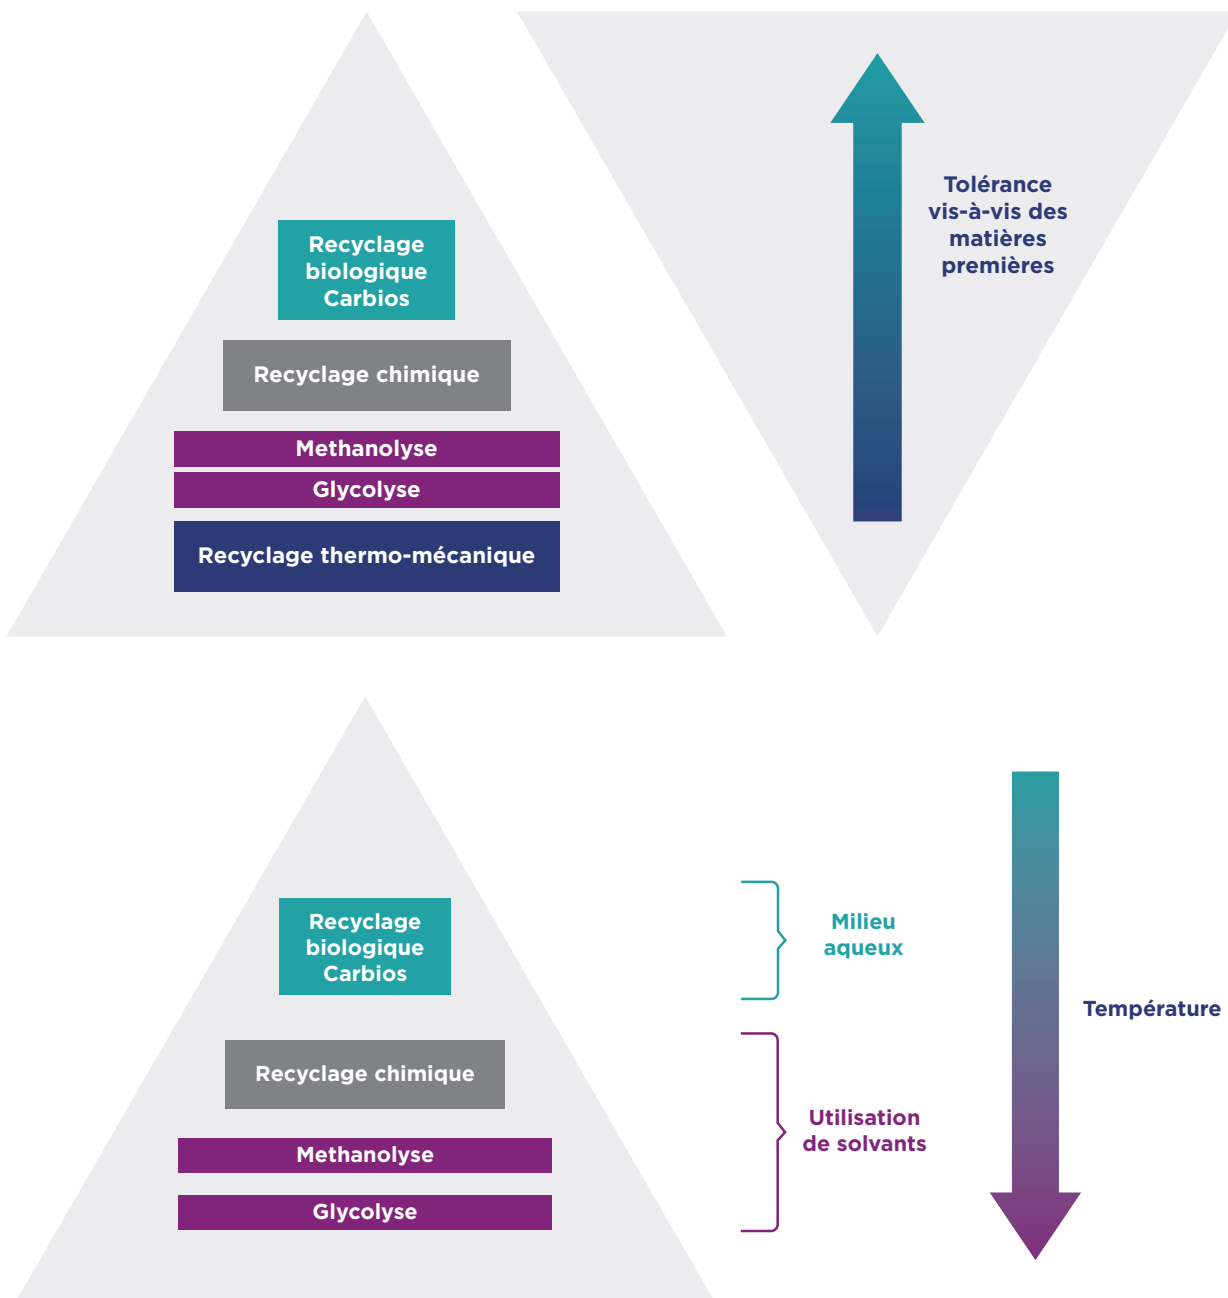 Recyclage
biologique
Carbios
Recyclage chimique
Methanolyse
Glycolyse
Recyclage thermo-mécanique
Tolérance
vis-à-vis des
matières
premières
Recyclage
biologique
Carbios
Recyclage chimique
Methanolyse
Glycolyse
Milieu
aqueux
Utilisation
de solvants
Température